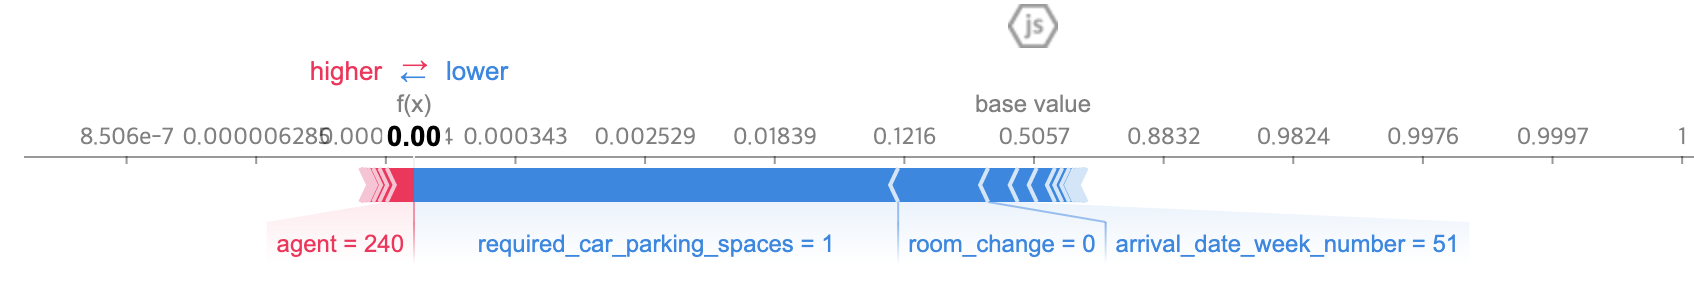 js
higher lower
f(x) base value
8.506e-7 0.000006285 0.00 0.000343 0.002529 0.01839 0.1216 0.5057 0.8832 0.9824 0.9976 0.9997 1
agent = 240 required_car_parking_spaces = 1 room_change = 0 arrival_date_week_number = 51